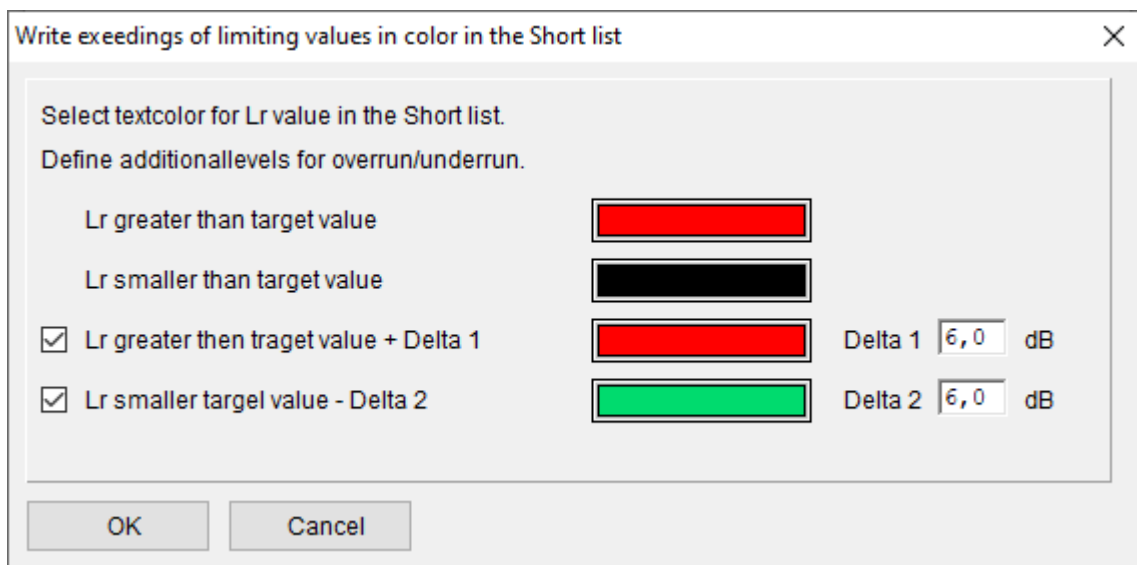 Write exeedings of limiting values in color in the Short list
Select textcolor for Lr value in the Short list.
Define additionallevels for overrun/underrun.
Lr greater than target value
Lr smaller than target value
Lr greater then traget value + Delta 1 Delta 1 6,0 dB
Lr smaller targel value - Delta 2 Delta 2 6,0 dB
OK Cancel